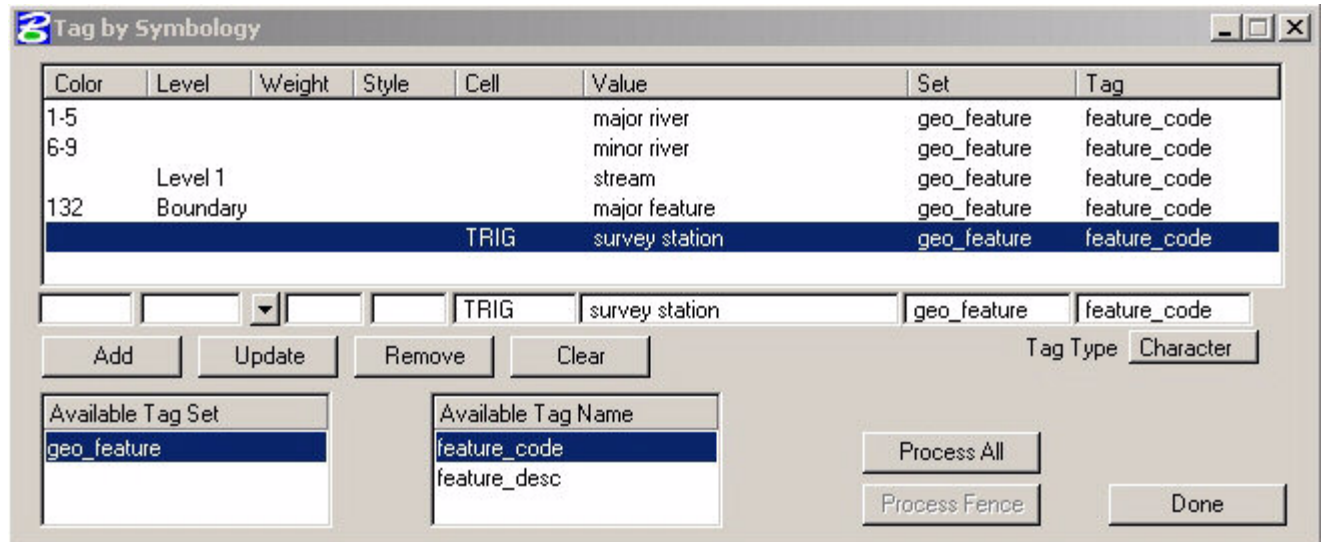 Tag by Symbology
Color Level Weight Style Cell Value Set Tag
1-5 major river geo_feature feature_code
6-9 minor river geo_feature feature_code
Level 1 stream geo_feature feature_code
132 Boundary major feature geo_feature feature_code
TRIG survey station geo_feature feature_code
TRIG survey station geo_feature feature_code
Add Update Remove Clear Tag Type Character
Available Tag Set Available Tag Name
geo_feature feature_code Process All
feature_desc
Process Fence Done